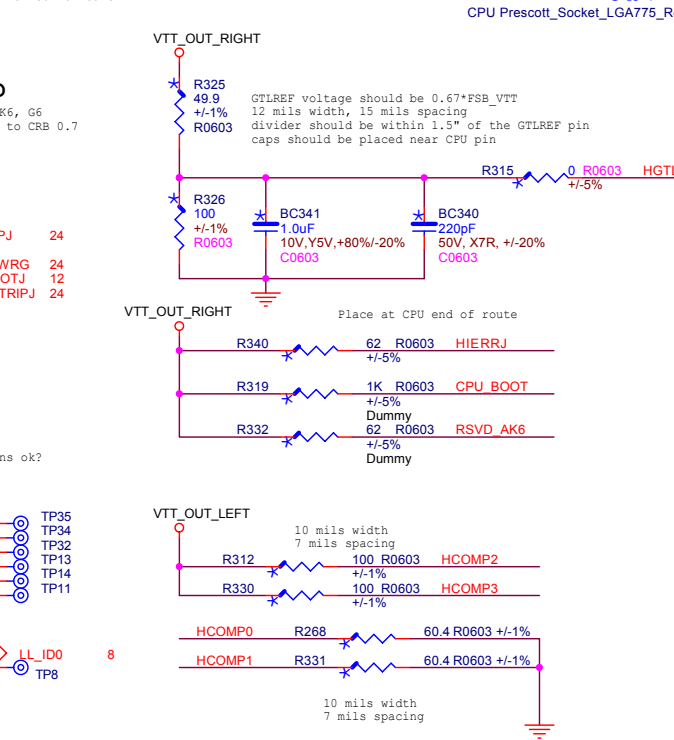 CPU Prescott_Socket_LGA775_R
VTT_OUT_RIGHT
R325
49.9
+/-1%
R0603
GTLREF voltage should be 0.67*FSB_VTT
12 mils width, 15 mils spacing
divider should be within 1.5" of the GTLREF pin
caps should be placed near CPU pin
K6, G6
to CRB 0.7
R315 0 R0603 HGTL
+/-5%
R326
100
+/-1%
R0603
BC341
1.0uF
10V,Y5V,+80%/-20%
C0603
BC340
220pF
50V, X7R, +/-20%
C0603
PJ 24
WRG 24
OTJ 12
TRIPJ 24
VTT_OUT_RIGHT
Place at CPU end of route
R340 62 R0603 HIERRJ
+/-5%
R319 1K R0603 CPU_BOOT
+/-5%
Dummy
R332 62 R0603 RSVD_AK6
+/-5%
Dummy
ns ok?
TP35
TP34
TP32
TP13
TP14
TP11
VTT_OUT_LEFT
10 mils width
7 mils spacing
R312 100 R0603 HCOMP2
+/-1%
R330 100 R0603 HCOMP3
+/-1%
HCOMP0 R268 60.4 R0603 +/-1%
HCOMP1 R331 60.4 R0603 +/-1%
LL_ID0 8
TP8
10 mils width
7 mils spacing